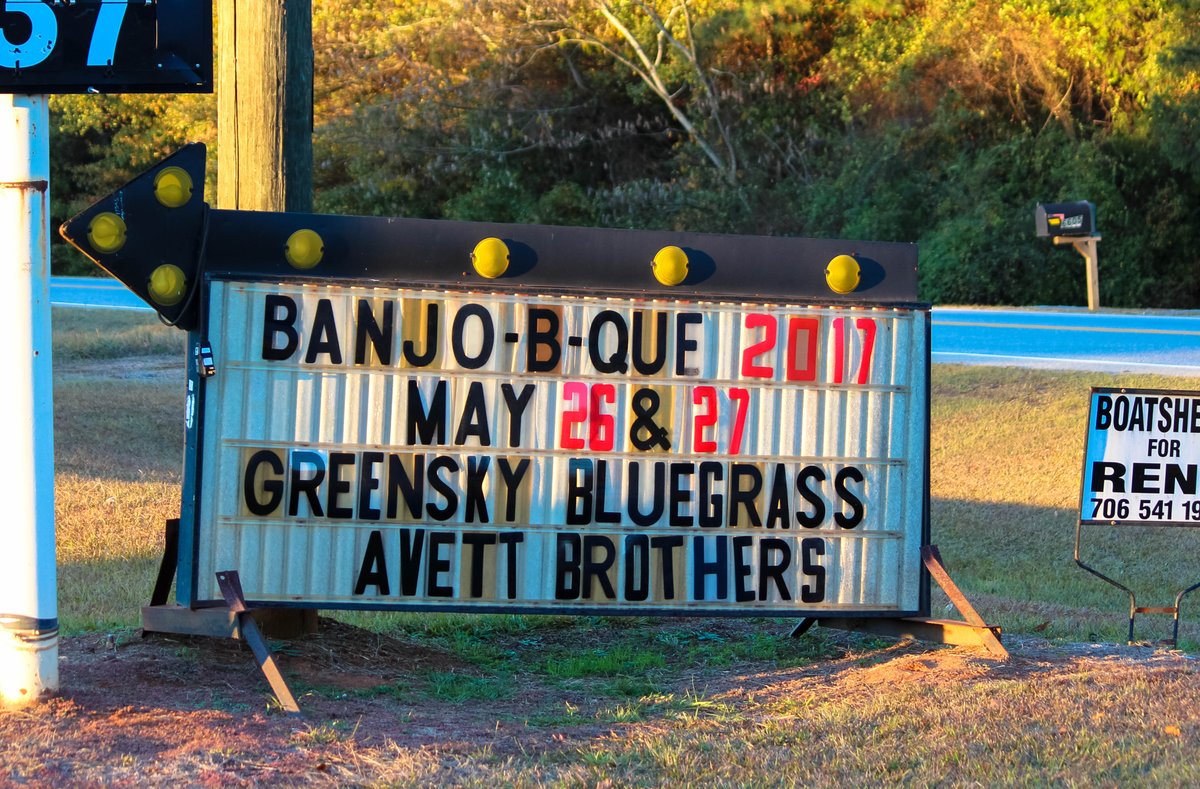 57
BANJO-B-QUE 2017
MAY 26 & 27
GREENSKY BLUEGRASS
AVETT BROTHERS
BOATSHE
FOR
REN
706 541 19